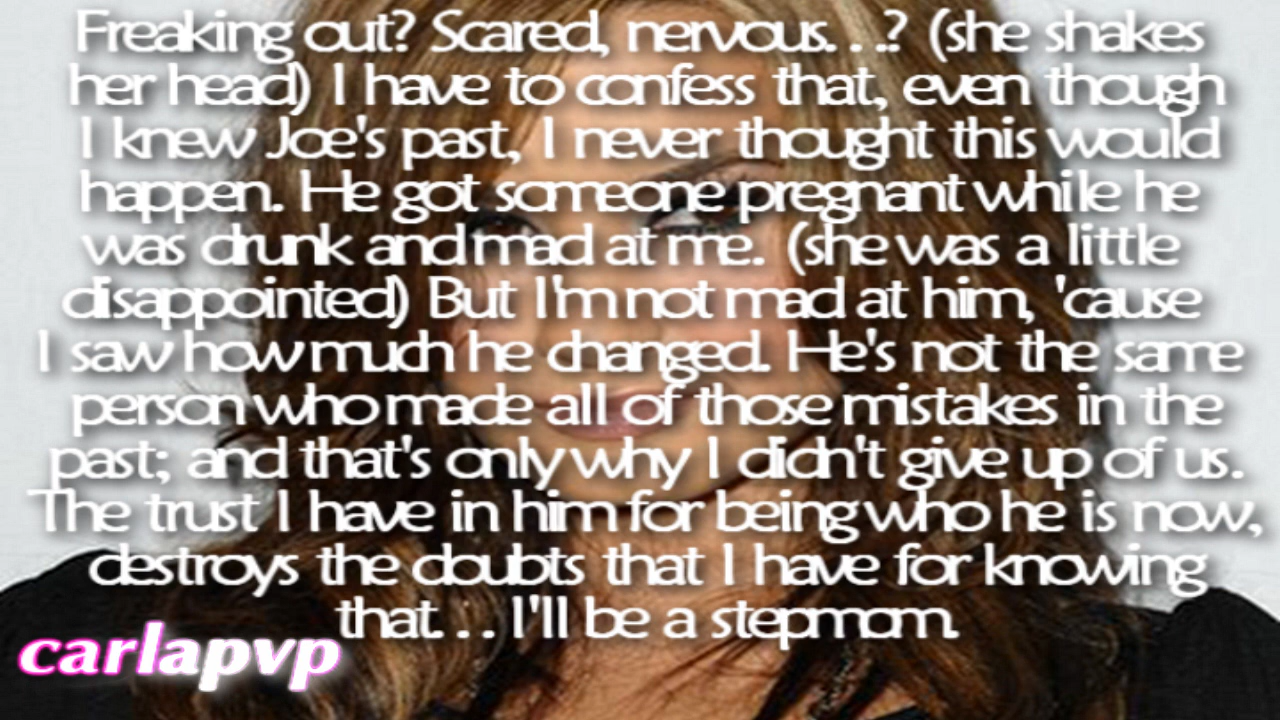 Freaking out? Scared, nervous. . .? (she shakes
her head) I have to confess that, even though
I knew Joe's past, I never thought this would
happen. He got someone pregnant while he
was drunk and mad at me. (she was a little
disappointed) But I'm not mad at him, 'cause
I saw how much he changed. He's not the same
person who made all of those mistakes in the
past; and that's only why I didn't give up of us.
The trust I have in him for being who he is now,
destroys the doubts that I have for knowing
that. . . I'll be a stepmom.
carlapvp